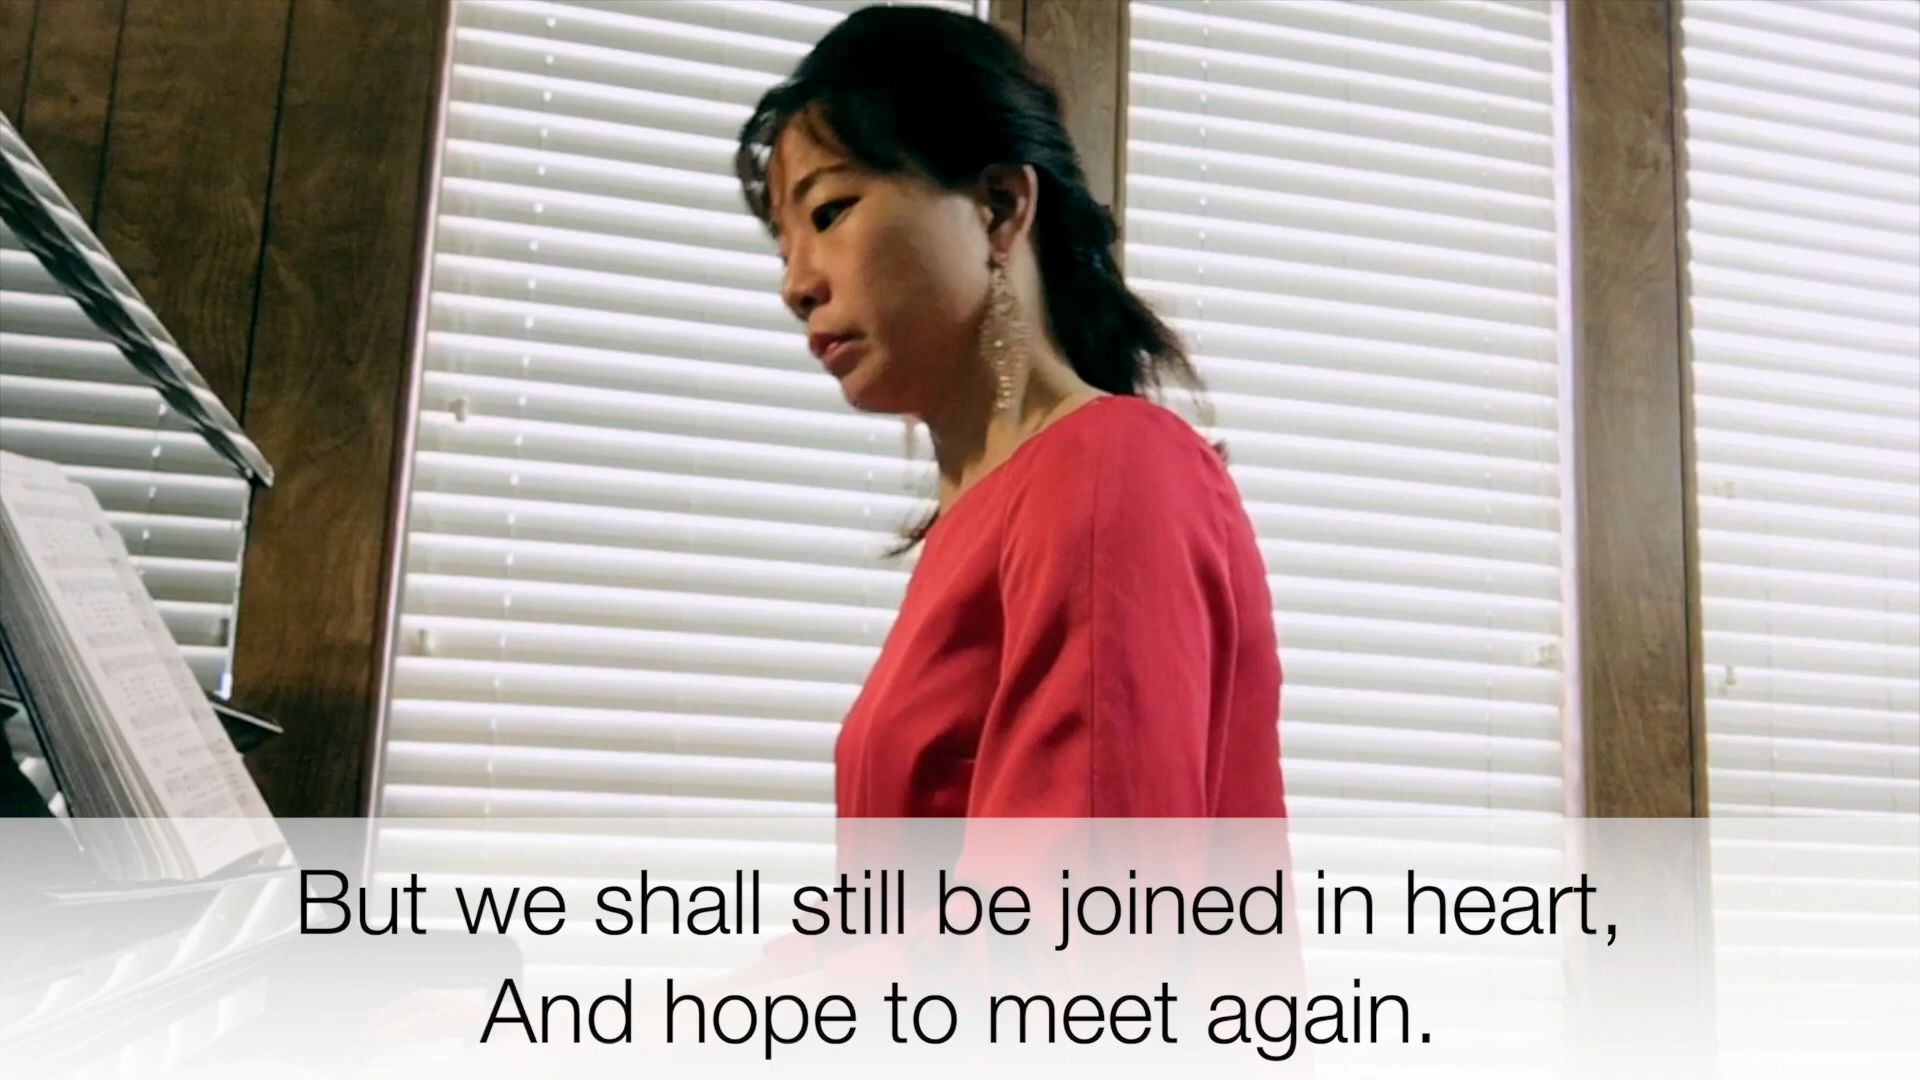 But we shall still be joined in heart,
And hope to meet again.